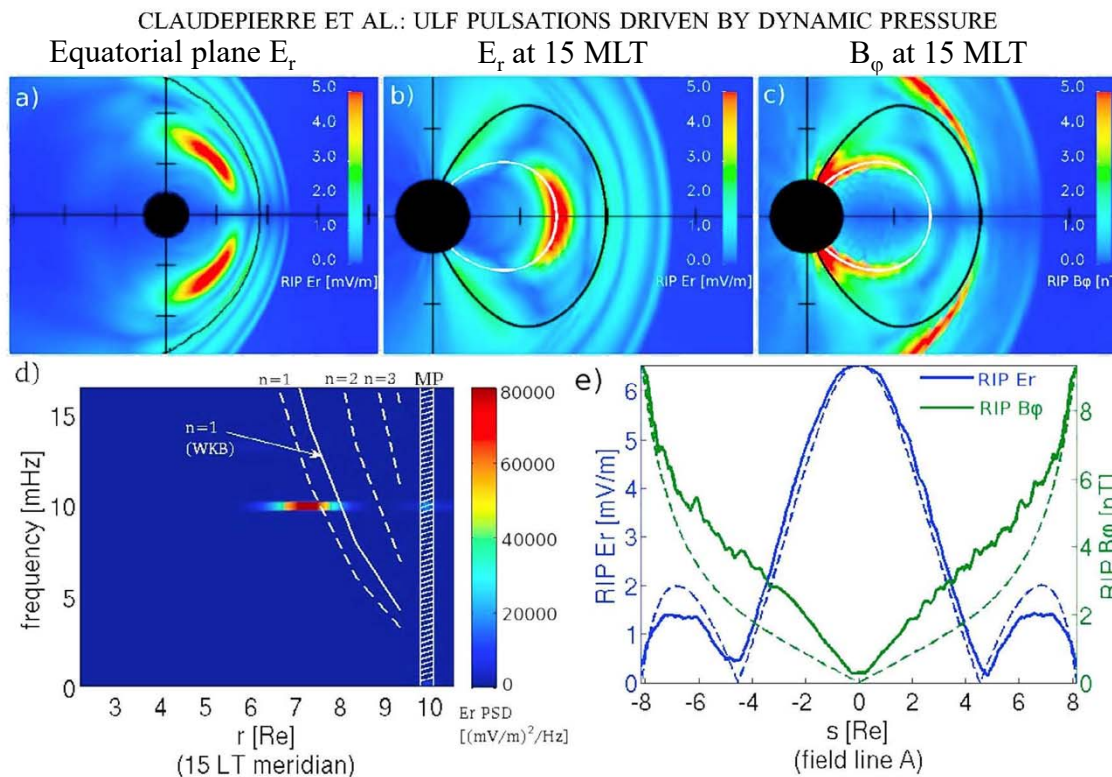 CLAUDEPIERRE ET AL.: ULF PULSATIONS DRIVEN BY DYNAMIC PRESSURE
Equatorial plane Er
Er at 15 MLT
Bφ at 15 MLT
a)
5.0
4.0
3.0
2.0
1.0
0.0
RIP Er [mV/m]
b)
5.0
4.0
3.0
2.0
1.0
0.0
RIP Er [mV/m]
c)
5.0
4.0
3.0
2.0
1.0
0.0
RIP Bφ [nT]
d)
n=1 n=2 n=3 MP
n=1
(WKB)
15
10
5
0
frequency [mHz]
3 4 5 6 7 8 9 10
r [Re]
(15 LT meridian)
80000
60000
40000
20000
0
Er PSD
[(mV/m)²/Hz]
e)
RIP Er
RIP Bφ
6
5
4
3
2
1
0
RIP Er [mV/m]
8
6
4
2
0
RIP Bφ [nT]
-8 -6 -4 -2 0 2 4 6 8
s [Re]
(field line A)